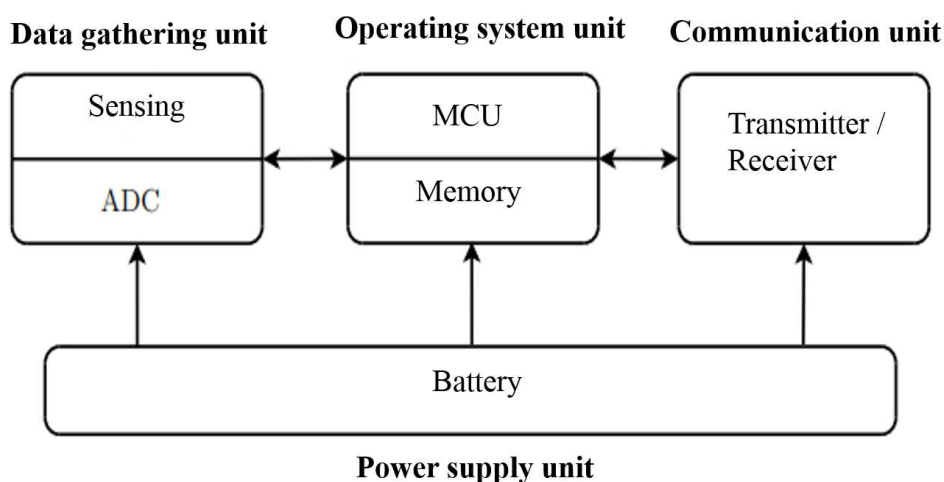 Data gathering unit
Operating system unit
Communication unit
Sensing
ADC
MCU
Memory
Transmitter /
Receiver
Battery
Power supply unit